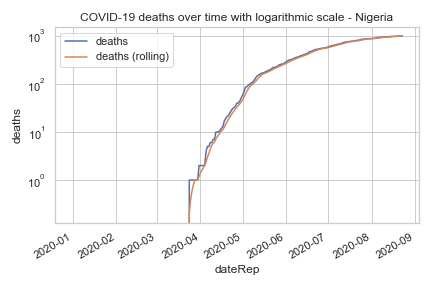 COVID-19 deaths over time with logarithmic scale - Nigeria
deaths
deaths (rolling)
deaths
10³
10²
10¹
10⁰
2020-01
2020-02
2020-03
2020-04
2020-05
2020-06
2020-07
2020-08
2020-09
dateRep